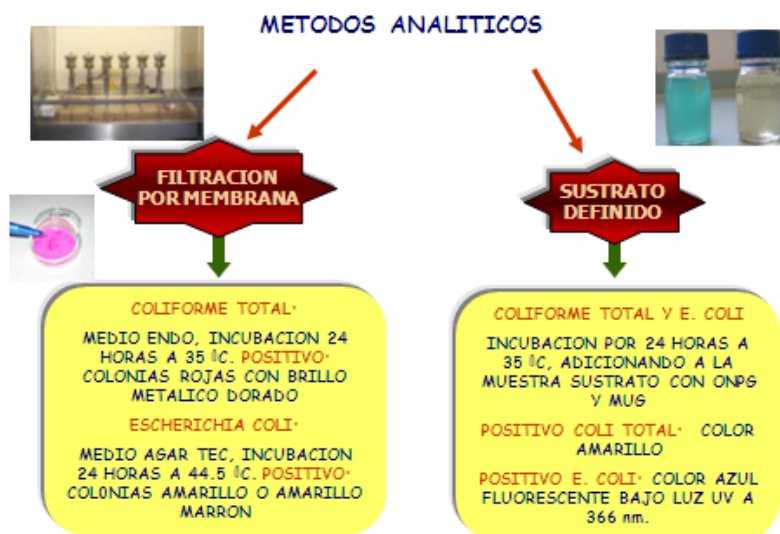 METODOS ANALITICOS
FILTRACION
POR MEMBRANA
COLIFORME TOTAL:
MEDIO ENDO, INCUBACION 24
HORAS A 35 ºC. POSITIVO:
COLONIAS ROJAS CON BRILLO
METALICO DORADO
ESCHERICHIA COLI:
MEDIO AGAR TEC, INCUBACION
24 HORAS A 44.5 ºC. POSITIVO:
COL0NIAS AMARILLO O AMARILLO
MARRON
SUSTRATO
DEFINIDO
COLIFORME TOTAL Y E. COLI
INCUBACION POR 24 HORAS A
35 ºC, ADICIONANDO A LA
MUESTRA SUSTRATO CON ONPG
Y MUG
POSITIVO COLI TOTAL: COLOR
AMARILLO
POSITIVO E. COLI: COLOR AZUL
FLUORESCENTE BAJO LUZ UV A
366 nm.